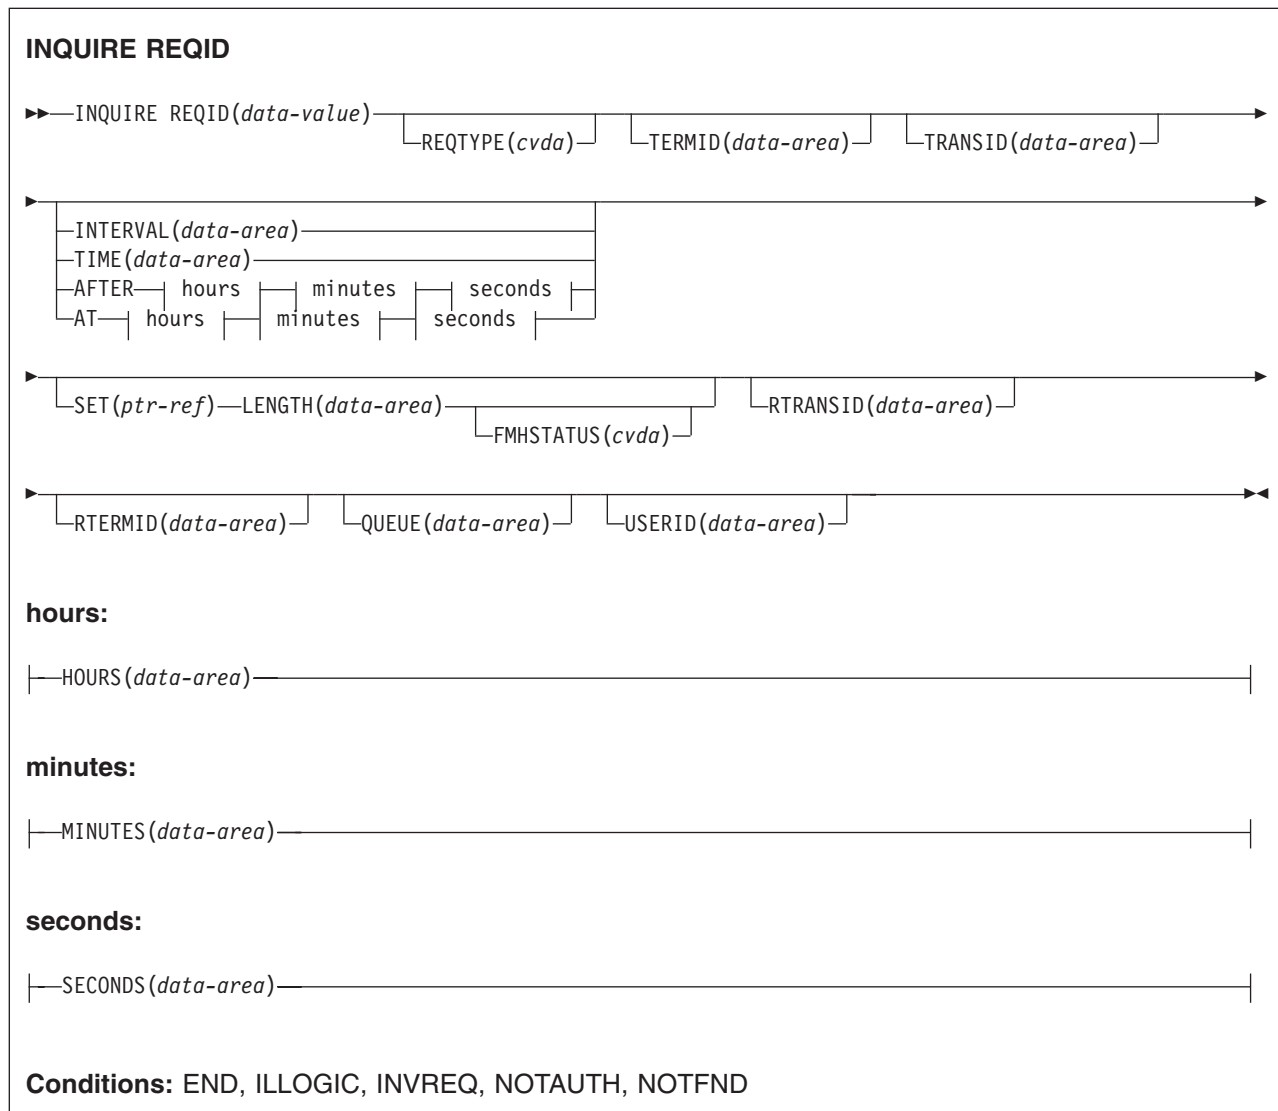 INQUIRE REQID
INQUIRE REQID(data-value)
REQTYPE(cvda) TERMID(data-area) TRANSID(data-area)
INTERVAL(data-area)
TIME(data-area)
AFTER hours minutes seconds
AT hours minutes seconds
SET(ptr-ref) LENGTH(data-area) RTRANSID(data-area)
FMHSTATUS(cvda)
RTERMID(data-area) QUEUE(data-area) USERID(data-area)
hours:
HOURS(data-area)
minutes:
MINUTES(data-area)
seconds:
SECONDS(data-area)
Conditions: END, ILLOGIC, INVREQ, NOTAUTH, NOTFND